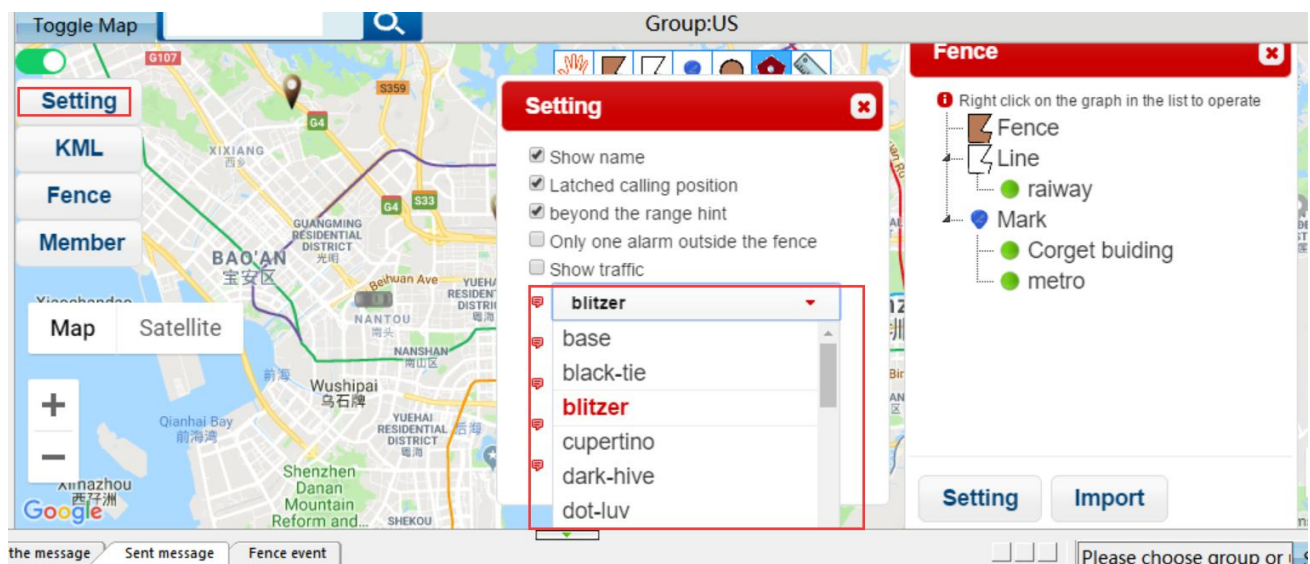 Toggle Map
Group:US
G107
Setting
KML
Fence
Member
S359
G4
XIXIANG
西乡
G4
S33
GUANGMING
RESIDENTIAL
DISTRICT
光明
BAO'AN
宝安区
Beihuan Ave
NANTOU
南头
NANSHAN
南山区
Map
Satellite
前海
Wushipai
乌石牌
Qianhai Bay
前海湾
YUEHAI
RESIDENTIAL
DISTRICT
粤海
后海
Shenzhen
Danan
Mountain
Reform and...
SHEKOU
Google
Setting
Show name
Latched calling position
beyond the range hint
Only one alarm outside the fence
Show traffic
blitzer
base
black-tie
blitzer
cupertino
dark-hive
dot-luv
Fence
Right click on the graph in the list to operate
Fence
Line
raiway
Mark
Corget buiding
metro
Setting
Import
the message
Sent message
Fence event
Please choose group or